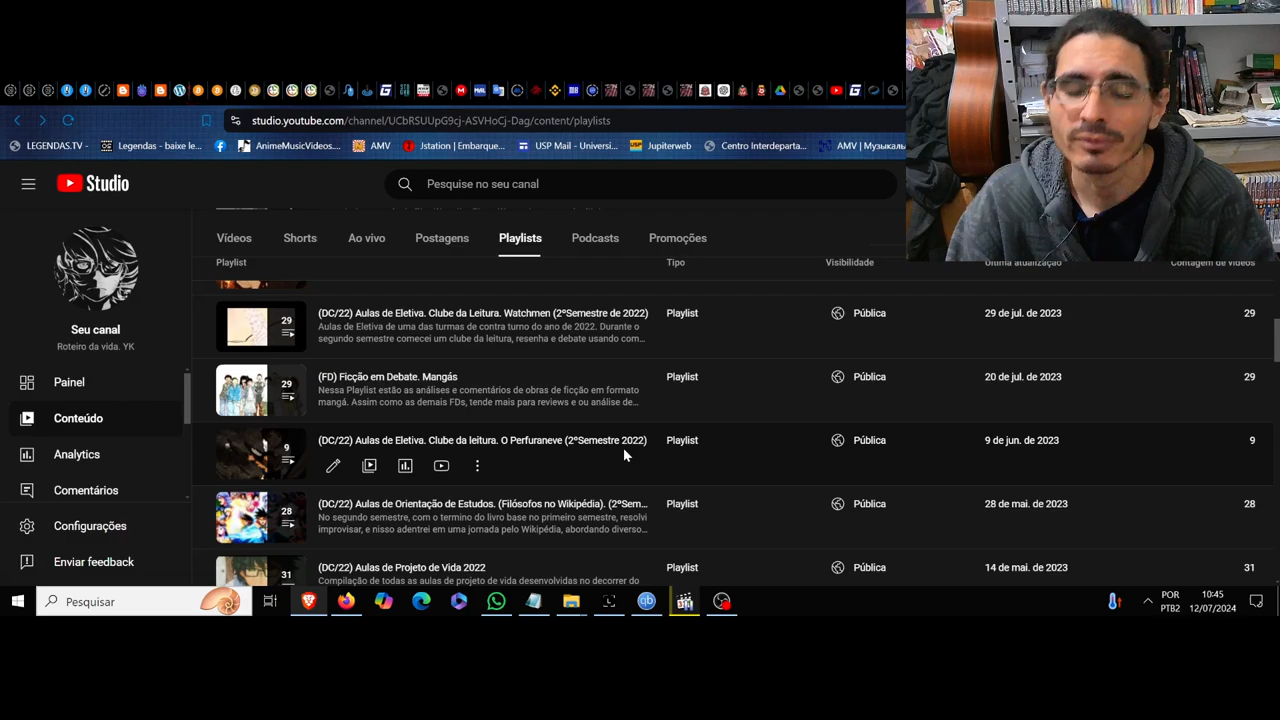 studio.youtube.com/channel/UCbRSUUpG9cj-ASVHoCj-Dag/content/playlists
LEGENDAS.TV - Legendas - baixe le... AnimeMusicVideos.... AMV Jstation | Embarque... USP Mail - Universi... Jupiterweb Centro Interdeparta... AMV | Музыкаль
Studio
Pesquise no seu canal
Vídeos Shorts Ao vivo Postagens Playlists Podcasts Promoções
Playlist Tipo Visibilidade Última atualização Contagem de vídeos
Seu canal
Roteiro da vida. YK
Painel
Conteúdo
Analytics
Comentários
Configurações
Enviar feedback
29
(DC/22) Aulas de Eletiva. Clube da Leitura. Watchmen (2ºSemestre de 2022) Playlist Pública 29 de jul. de 2023 29
Aulas de Eletiva de uma das turmas de contra turno do ano de 2022. Durante o
segundo semestre comecei um clube da leitura, resenha e debate usando com...
29
(FD) Ficção em Debate. Mangás Playlist Pública 20 de jul. de 2023 29
Nessa Playlist estão as análises e comentários de obras de ficção em formato
mangá. Assim como as demais FDs, tende mais para reviews e ou análise de...
9
(DC/22) Aulas de Eletiva. Clube da leitura. O Perfuraneve (2ºSemestre 2022) Playlist Pública 9 de jun. de 2023 9
28
(DC/22) Aulas de Orientação de Estudos. (Filósofos no Wikipédia). (2ºSem... Playlist Pública 28 de mai. de 2023 28
No segundo semestre, com o termino do livro base no primeiro semestre, resolvi
improvisar, e nisso adentrei em uma jornada pelo Wikipédia, abordando diverso...
31
(DC/22) Aulas de Projeto de Vida 2022 Playlist Pública 14 de mai. de 2023 31
Compilação de todas as aulas de projeto de vida desenvolvidas no decorrer do
Pesquisar
POR
PTB2
10:45
12/07/2024